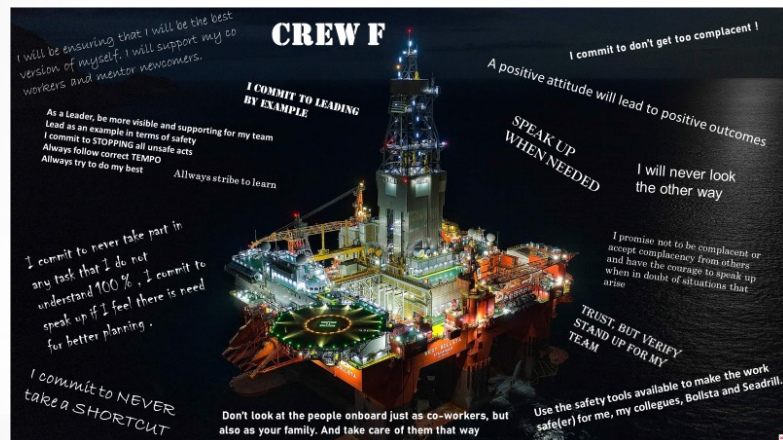 CREW F
I will be ensuring that I will be the best
version of myself. I will support my co
workers and mentor newcomers.
I commit to don't get too complacent !
A positive attitude will lead to positive outcomes
I COMMIT TO LEADING
BY EXAMPLE
As a Leader, be more visible and supporting for my team
Lead as an example in terms of safety
I commit to STOPPING all unsafe acts
Always follow correct TEMPO
Allways try to do my best
Allways stribe to learn
SPEAK UP
WHEN NEEDED
I will never look
the other way
I commit to never take part in
any task that I do not
understand 100 % , I commit to
speak up if I feel there is need
for better planning .
I promise not to be complacent or
accept complacency from others
and have the courage to speak up
when in doubt of situations that
arise
TRUST, BUT VERIFY
STAND UP FOR MY
TEAM
I commit to NEVER
take a SHORTCUT
Don't look at the people onboard just as co-workers, but
also as your family. And take care of them that way
Use the safety tools available to make the work
safe(er) for me, my collegues, Bollsta and Seadrill.
WEST BOLLSTA